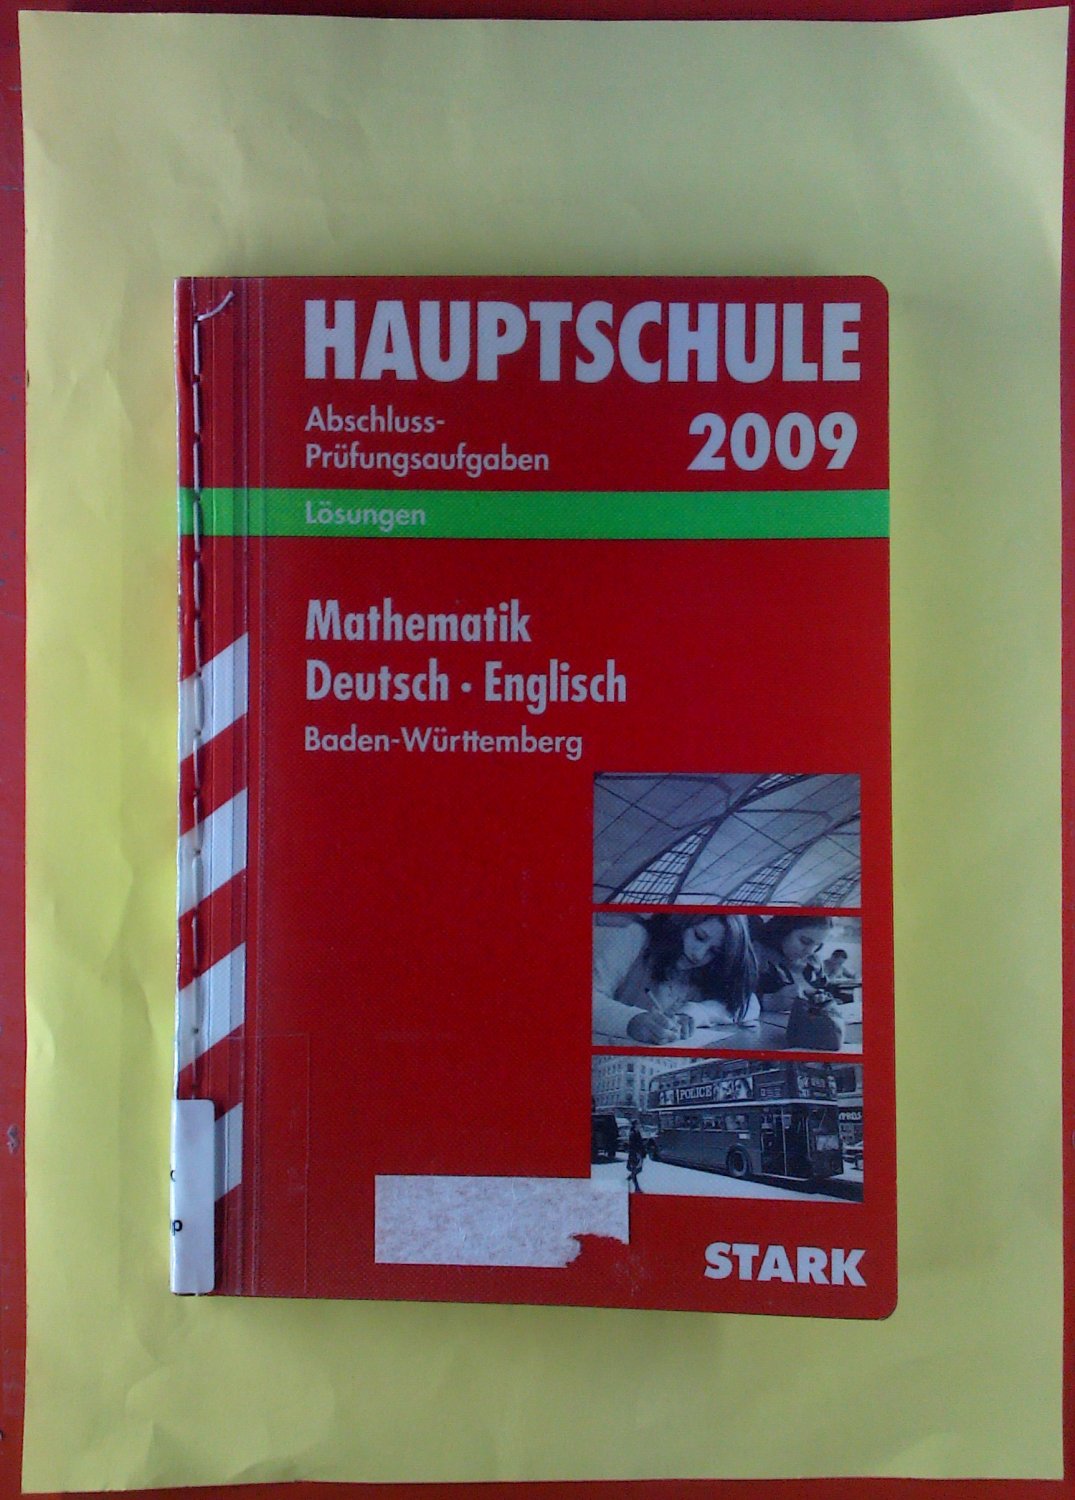 HAUPTSCHULE
Abschluss-
Prüfungsaufgaben
2009
Lösungen
Mathematik
Deutsch · Englisch
Baden-Württemberg
POLICE
STARK